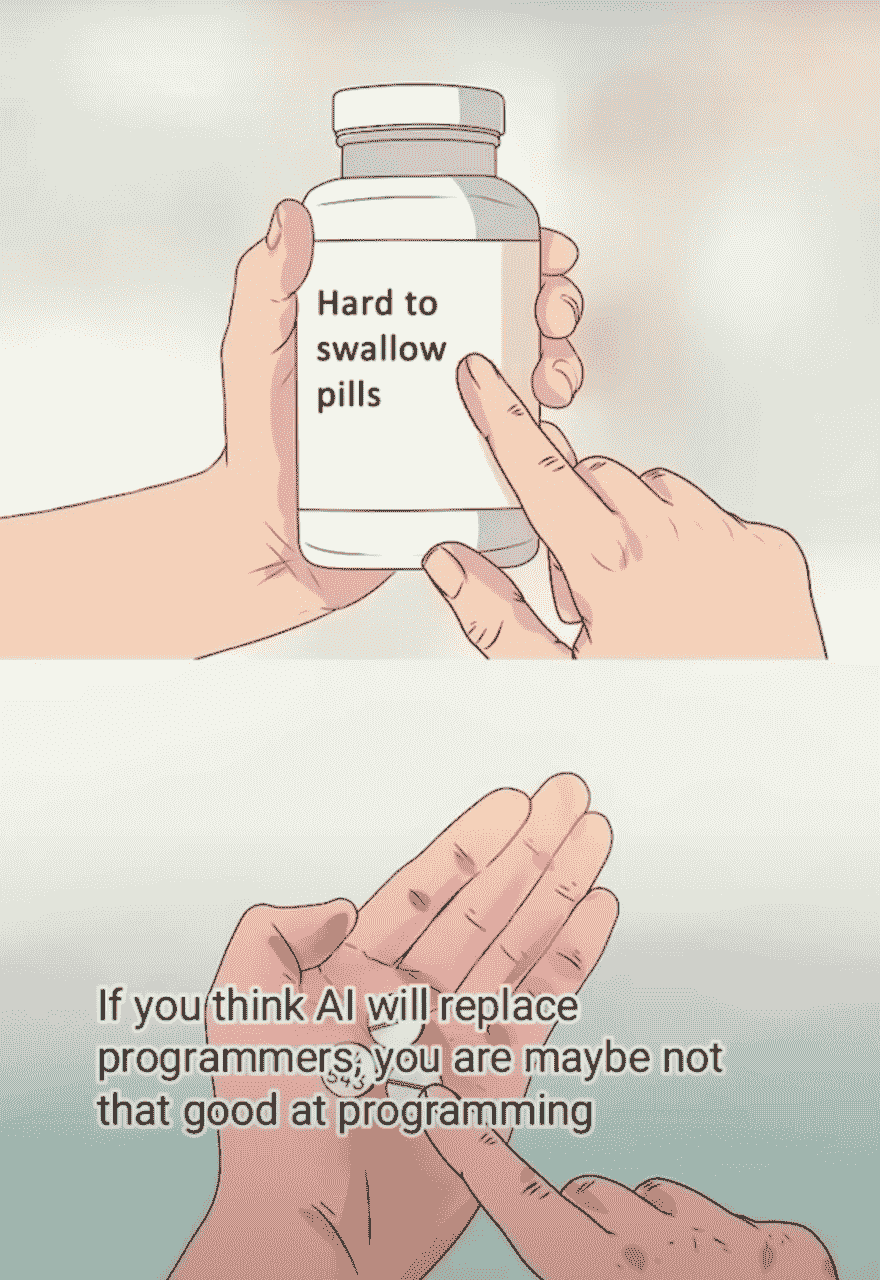 Hard to
swallow
pills
If you think AI will replace
programmers, you are maybe not
that good at programming
545